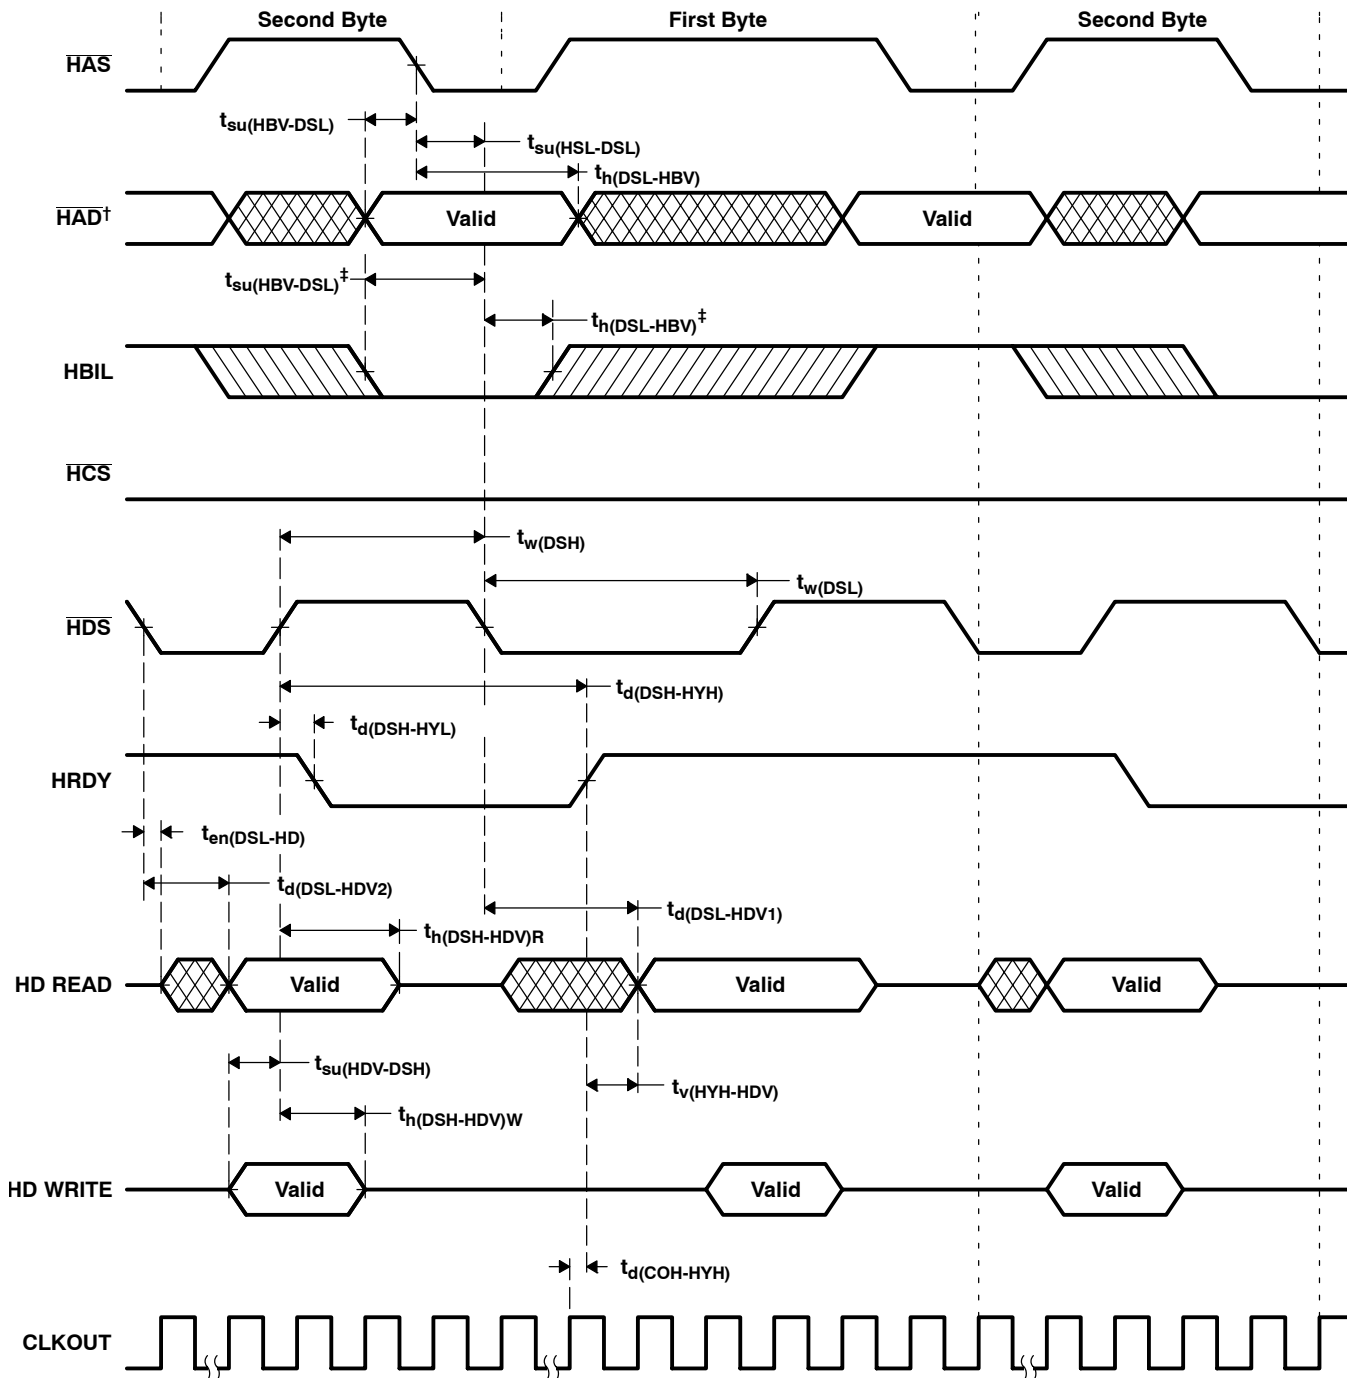 Second Byte First Byte Second Byte
HAS
tsu(HBV-DSL)
tsu(HSL-DSL)
th(DSL-HBV)
HAD† Valid Valid
tsu(HBV-DSL)‡
th(DSL-HBV)‡
HBIL
HCS
tw(DSH)
tw(DSL)
HDS
td(DSH-HYH)
td(DSH-HYL)
HRDY
ten(DSL-HD)
td(DSL-HDV2)
td(DSL-HDV1)
th(DSH-HDV)R
HD READ Valid Valid Valid
tsu(HDV-DSH)
tv(HYH-HDV)
th(DSH-HDV)W
HD WRITE Valid Valid Valid
td(COH-HYH)
CLKOUT